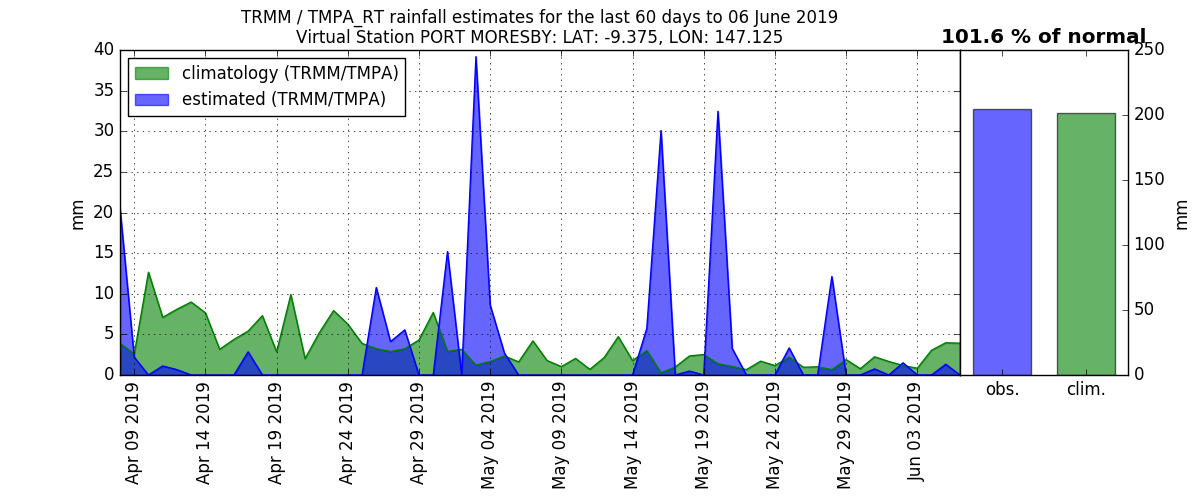 TRMM / TMPA_RT rainfall estimates for the last 60 days to 06 June 2019
Virtual Station PORT MORESBY: LAT: -9.375, LON: 147.125
101.6 % of normal
climatology (TRMM/TMPA)
estimated (TRMM/TMPA)
mm
40
35
30
25
20
15
10
5
0
Apr 09 2019
Apr 14 2019
Apr 19 2019
Apr 24 2019
Apr 29 2019
May 04 2019
May 09 2019
May 14 2019
May 19 2019
May 24 2019
May 29 2019
Jun 03 2019
250
200
150
100
50
0
mm
obs.
clim.